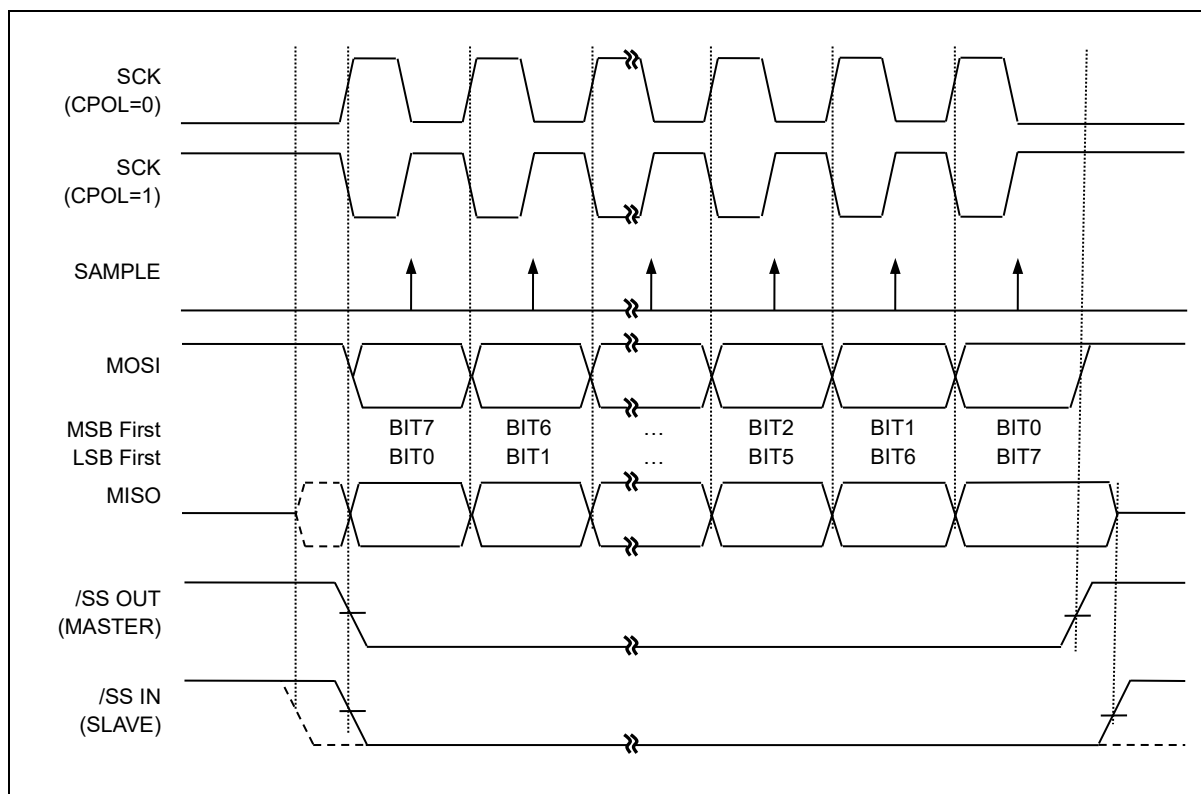 SCK
(CPOL=0)
SCK
(CPOL=1)
SAMPLE
MOSI
MSB First BIT7 BIT6 … BIT2 BIT1 BIT0
LSB First BIT0 BIT1 … BIT5 BIT6 BIT7
MISO
/SS OUT
(MASTER)
/SS IN
(SLAVE)